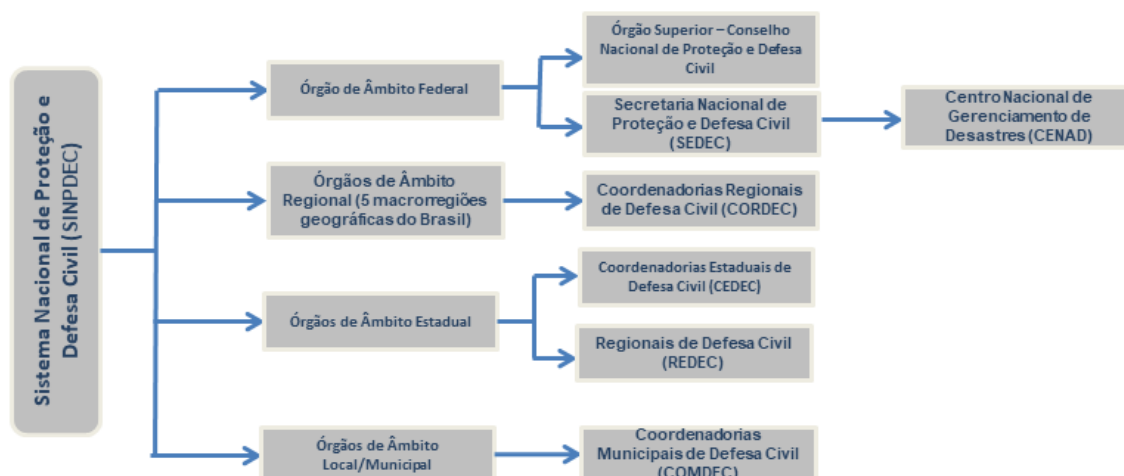 Sistema Nacional de Proteção e
Defesa Civil (SINPDEC)
Órgão de Âmbito Federal
Órgão Superior – Conselho
Nacional de Proteção e Defesa
Civil
Secretaria Nacional de
Proteção e Defesa Civil
(SEDEC)
Centro Nacional de
Gerenciamento de
Desastres (CENAD)
Órgãos de Âmbito
Regional (5 macrorregiões
geográficas do Brasil)
Coordenadorias Regionais
de Defesa Civil (CORDEC)
Órgãos de Âmbito Estadual
Coordenadorias Estaduais de
Defesa Civil (CEDEC)
Regionais de Defesa Civil
(REDEC)
Órgãos de Âmbito
Local/Municipal
Coordenadorias
Municipais de Defesa Civil
(COMDEC)